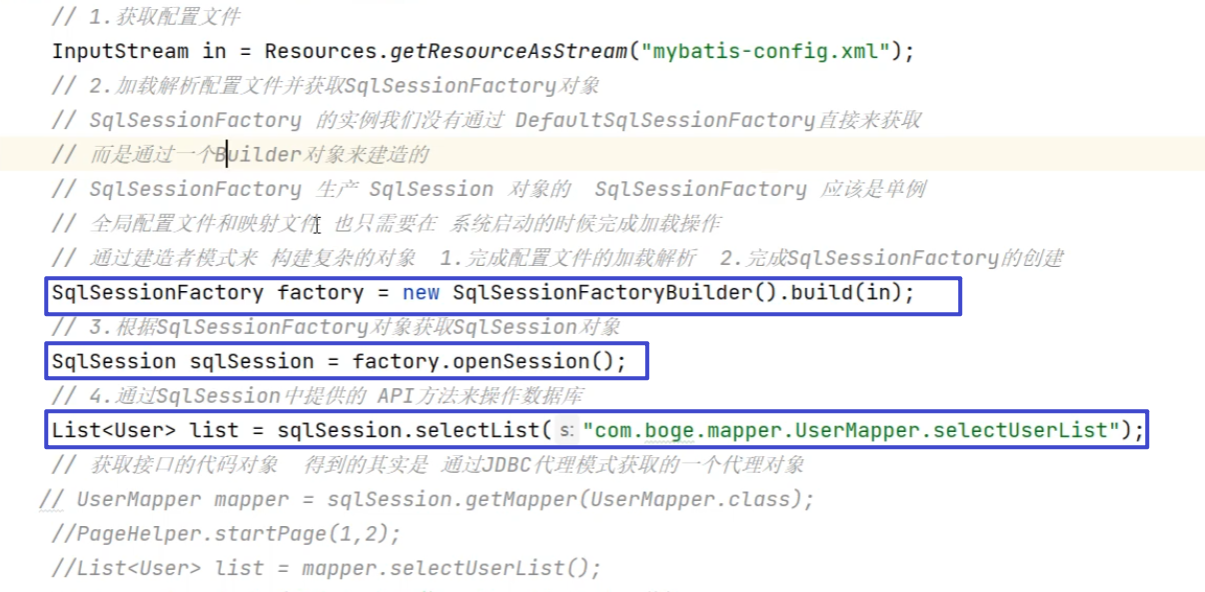 // 1.获取配置文件
InputStream in = Resources.getResourceAsStream("mybatis-config.xml");
// 2.加载解析配置文件并获取SqlSessionFactory对象
// SqlSessionFactory 的实例我们没有通过 DefaultSqlSessionFactory直接来获取
// 而是通过一个Builder对象来建造的
// SqlSessionFactory 生产 SqlSession 对象的  SqlSessionFactory 应该是单例
// 全局配置文件和映射文件 也只需要在 系统启动的时候完成加载操作
// 通过建造者模式来 构建复杂的对象  1.完成配置文件的加载解析  2.完成SqlSessionFactory的创建
SqlSessionFactory factory = new SqlSessionFactoryBuilder().build(in);
// 3.根据SqlSessionFactory对象获取SqlSession对象
SqlSession sqlSession = factory.openSession();
// 4.通过SqlSession中提供的 API方法来操作数据库
List<User> list = sqlSession.selectList( s: "com.boge.mapper.UserMapper.selectUserList");
// 获取接口的代码对象  得到的其实是 通过JDBC代理模式获取的一个代理对象
// UserMapper mapper = sqlSession.getMapper(UserMapper.class);
//PageHelper.startPage(1,2);
//List<User> list = mapper.selectUserList();